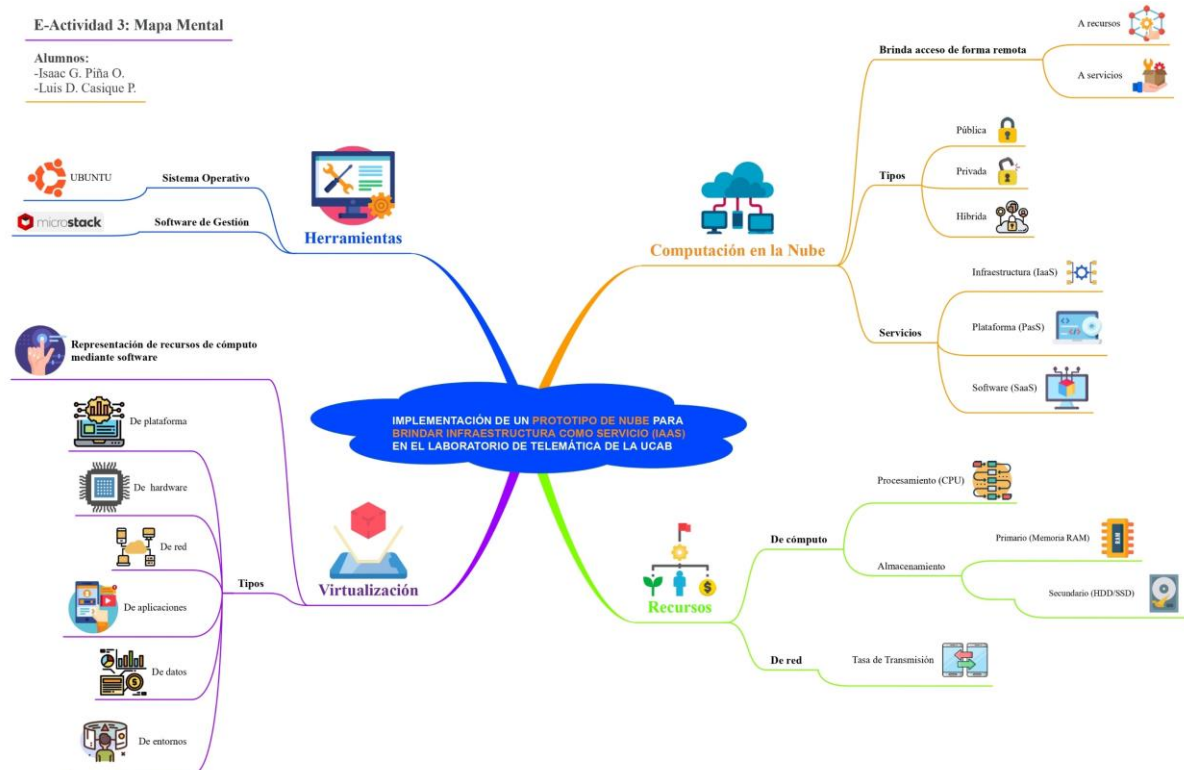 E-Actividad 3: Mapa Mental
Alumnos:
-Isaac G. Piña O.
-Luis D. Casique P.
UBUNTU
Sistema Operativo
microstack
Software de Gestión
Herramientas
Computación en la Nube
Brinda acceso de forma remota
A recursos
A servicios
Tipos
Pública
Privada
Híbrida
Servicios
Infraestructura (IaaS)
Plataforma (PasS)
Software (SaaS)
IMPLEMENTACIÓN DE UN PROTOTIPO DE NUBE PARA
BRINDAR INFRAESTRUCTURA COMO SERVICIO (IAAS)
EN EL LABORATORIO DE TELEMÁTICA DE LA UCAB
Representación de recursos de cómputo
mediante software
De plataforma
De hardware
De red
De aplicaciones
De datos
De entornos
Tipos
Virtualización
Recursos
De cómputo
Procesamiento (CPU)
Almacenamiento
Primario (Memoria RAM)
RAM
Secundario (HDD/SSD)
De red
Tasa de Transmisión